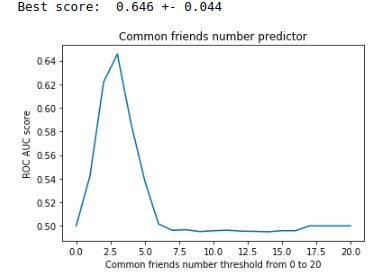 Best score:  0.646 +- 0.044
Common friends number predictor
ROC AUC score
0.64
0.62
0.60
0.58
0.56
0.54
0.52
0.50
0.0 2.5 5.0 7.5 10.0 12.5 15.0 17.5 20.0
Common friends number threshold from 0 to 20